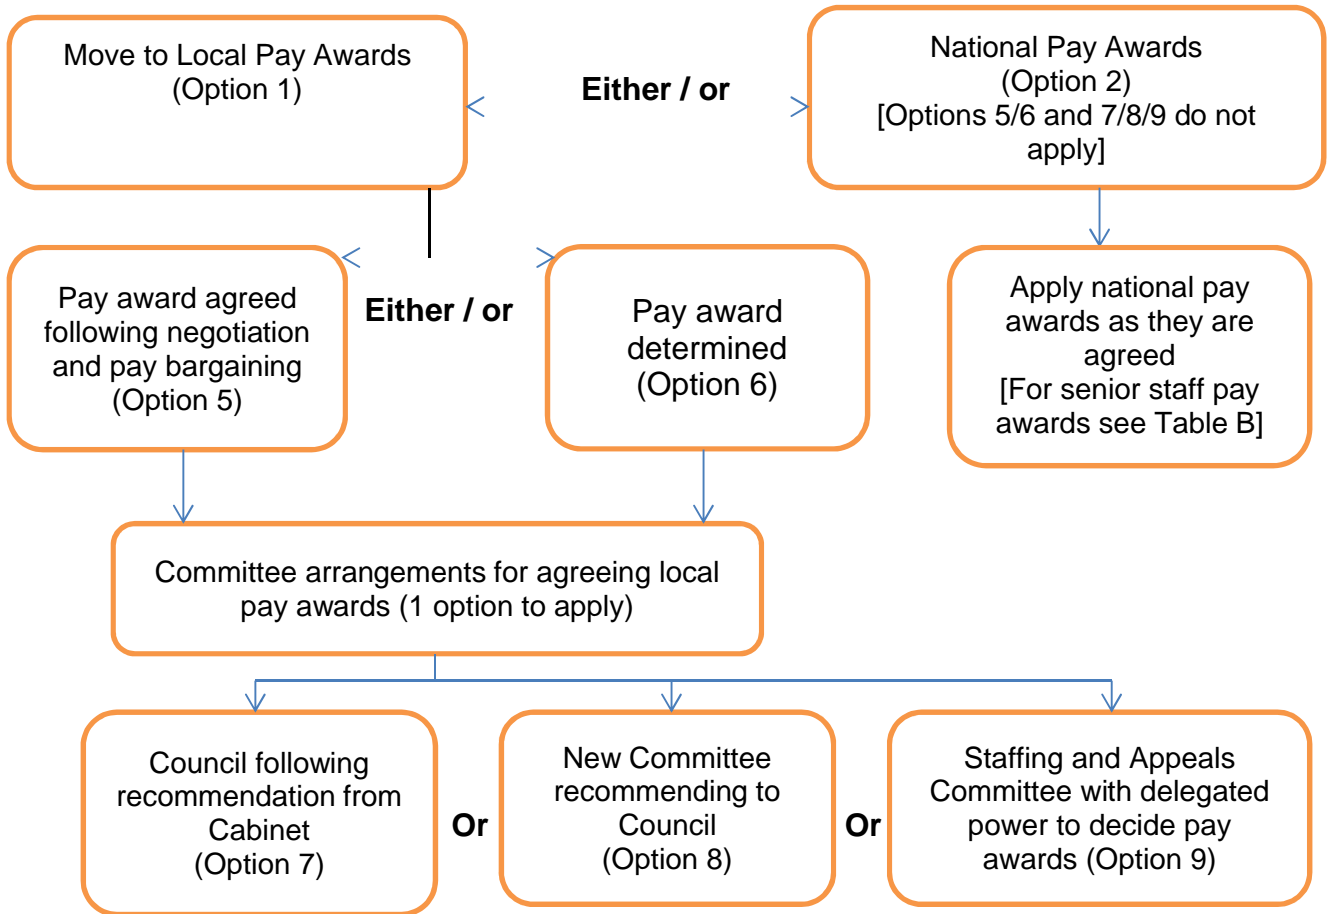 Move to Local Pay Awards
(Option 1)
Either / or
National Pay Awards
(Option 2)
[Options 5/6 and 7/8/9 do not
apply]
Pay award agreed
following negotiation
and pay bargaining
(Option 5)
Either / or
Pay award
determined
(Option 6)
Apply national pay
awards as they are
agreed
[For senior staff pay
awards see Table B]
Committee arrangements for agreeing local
pay awards (1 option to apply)
Council following
recommendation from
Cabinet
(Option 7)
Or
New Committee
recommending to
Council
(Option 8)
Or
Staffing and Appeals
Committee with delegated
power to decide pay
awards (Option 9)